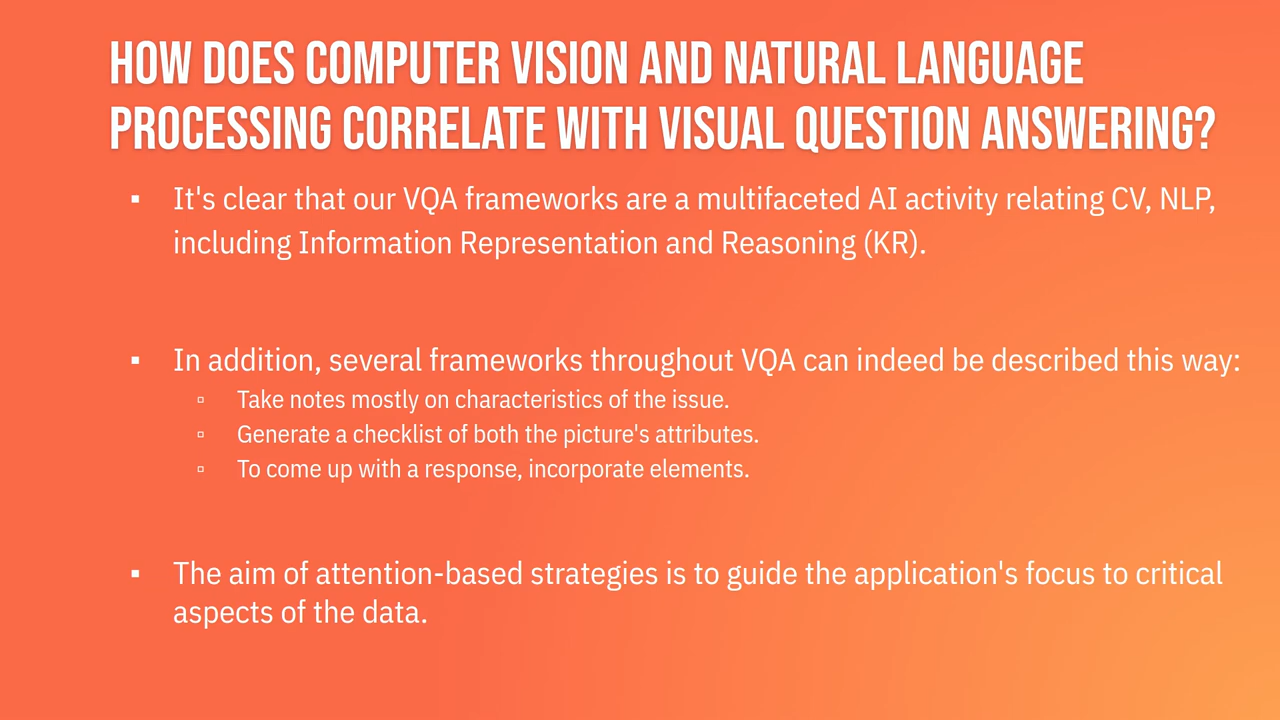 HOW DOES COMPUTER VISION AND NATURAL LANGUAGE
PROCESSING CORRELATE WITH VISUAL QUESTION ANSWERING?
▪ It's clear that our VQA frameworks are a multifaceted AI activity relating CV, NLP,
including Information Representation and Reasoning (KR).
▪ In addition, several frameworks throughout VQA can indeed be described this way:
▫ Take notes mostly on characteristics of the issue.
▫ Generate a checklist of both the picture's attributes.
▫ To come up with a response, incorporate elements.
▪ The aim of attention-based strategies is to guide the application's focus to critical
aspects of the data.